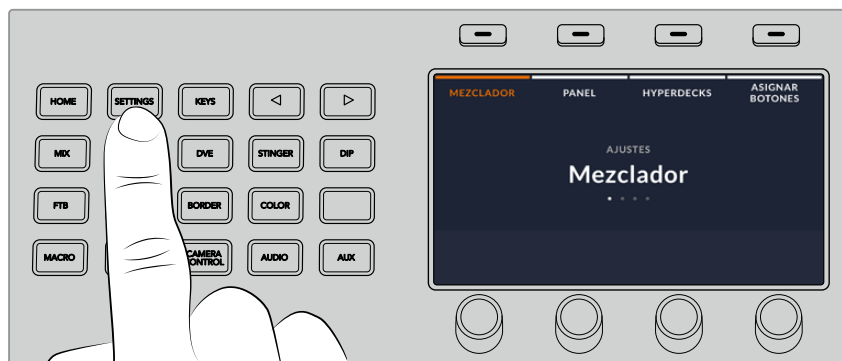 HOME SETTINGS KEYS
MIX DVE STINGER DIP
FTB BORDER COLOR
MACRO CAMERA CONTROL AUDIO AUX
MEZCLADOR PANEL HYPERDECKS ASIGNAR BOTONES
AJUSTES
Mezclador